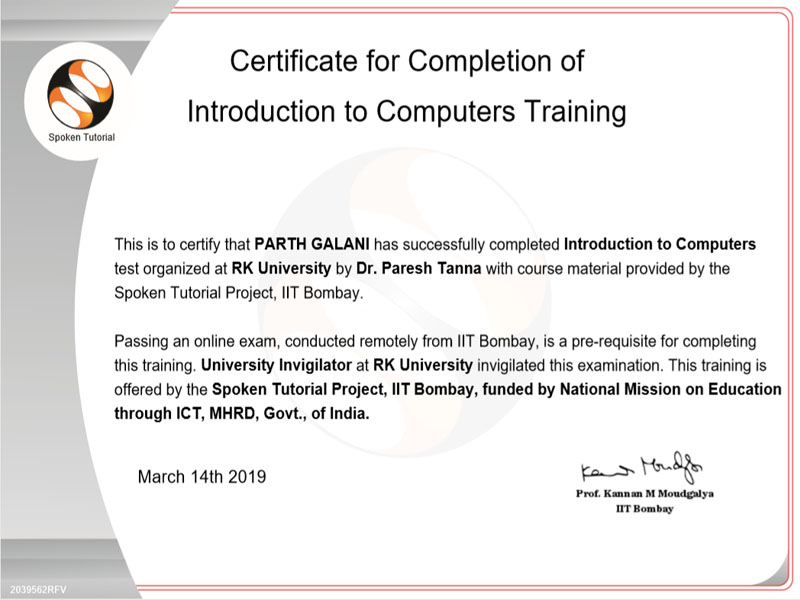 Certificate for Completion of
Introduction to Computers Training
Spoken Tutorial
This is to certify that PARTH GALANI has successfully completed Introduction to Computers
test organized at RK University by Dr. Paresh Tanna with course material provided by the
Spoken Tutorial Project, IIT Bombay.
Passing an online exam, conducted remotely from IIT Bombay, is a pre-requisite for completing
this training. University Invigilator at RK University invigilated this examination. This training is
offered by the Spoken Tutorial Project, IIT Bombay, funded by National Mission on Education
through ICT, MHRD, Govt., of India.
March 14th 2019
Prof. Kannan M Moudgalya
IIT Bombay
2039562RFV